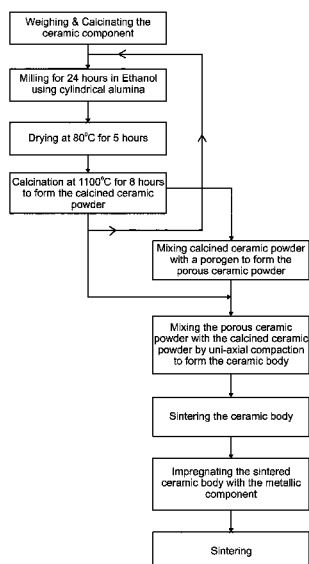 Weighing & Calcinating the
ceramic component
Milling for 24 hours in Ethanol
using cylindrical alumina
Drying at 80°C for 5 hours
Calcination at 1100°C for 8 hours
to form the calcined ceramic
powder
Mixing calcined ceramic powder
with a porogen to form the
porous ceramic powder
Mixing the porous ceramic
powder with the calcined ceramic
powder by uni-axial compaction
to form the ceramic body
Sintering the ceramic body
Impregnating the sintered
ceramic body with the metallic
component
Sintering